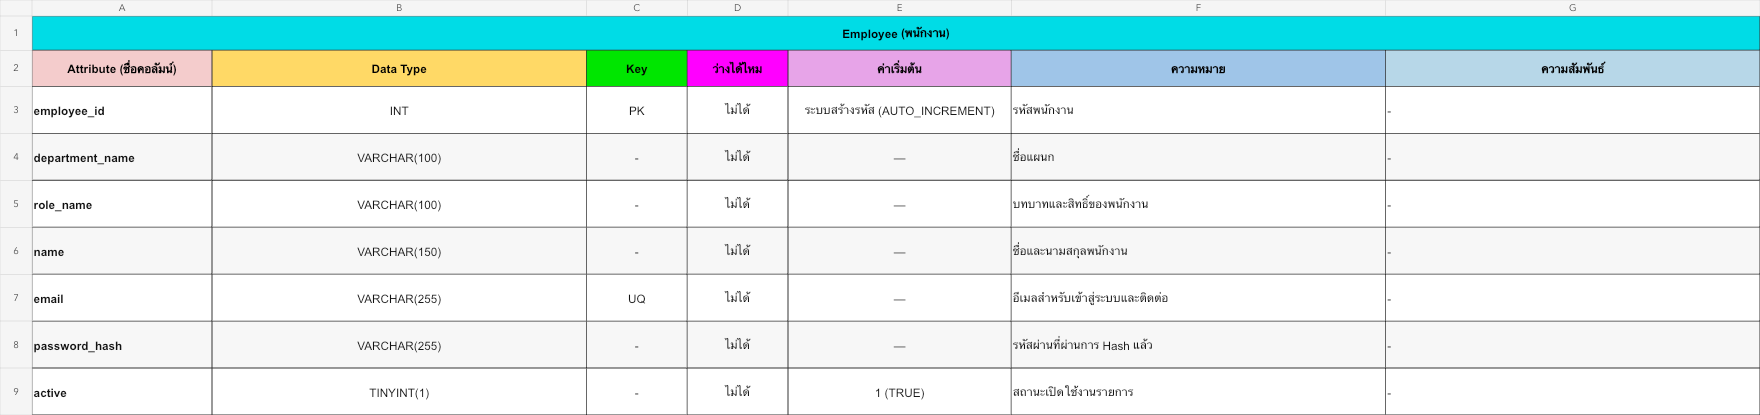 A B C D E F G
1 Employee (พนักงาน)
2 Attribute (ชื่อคอลัมน์) Data Type Key ว่างได้ไหม ค่าเริ่มต้น ความหมาย ความสัมพันธ์
3 employee_id INT PK ไม่ได้ ระบบสร้างรหัส (AUTO_INCREMENT) รหัสพนักงาน -
4 department_name VARCHAR(100) - ไม่ได้ — ชื่อแผนก -
5 role_name VARCHAR(100) - ไม่ได้ — บทบาทและสิทธิ์ของพนักงาน -
6 name VARCHAR(150) - ไม่ได้ — ชื่อและนามสกุลพนักงาน -
7 email VARCHAR(255) UQ ไม่ได้ — อีเมลสำหรับเข้าสู่ระบบและติดต่อ -
8 password_hash VARCHAR(255) - ไม่ได้ — รหัสผ่านที่ผ่านการ Hash แล้ว -
9 active TINYINT(1) - ไม่ได้ 1 (TRUE) สถานะเปิดใช้งานรายการ -